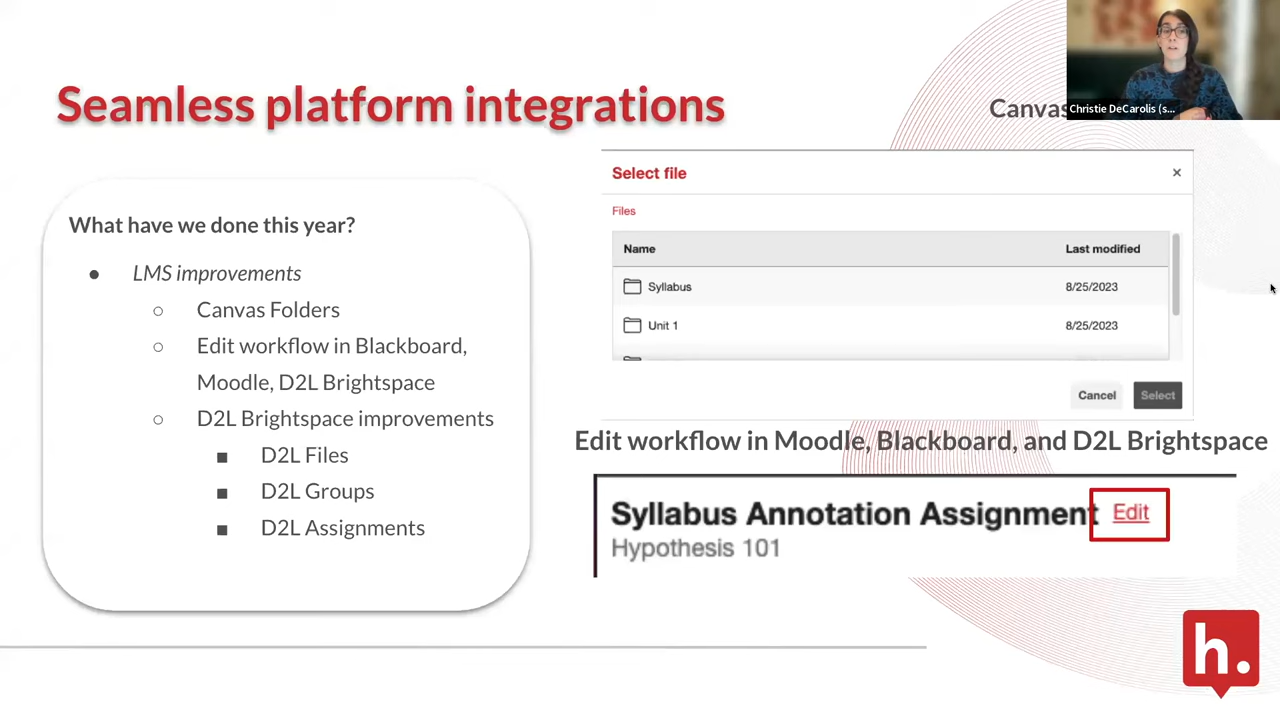 Seamless platform integrations
What have we done this year?
● LMS improvements
○ Canvas Folders
○ Edit workflow in Blackboard,
Moodle, D2L Brightspace
○ D2L Brightspace improvements
■ D2L Files
■ D2L Groups
■ D2L Assignments
Canvas
Christie DeCarolis (s...
Select file ×
Files
Name Last modified
Syllabus 8/25/2023
Unit 1 8/25/2023
Cancel Select
Edit workflow in Moodle, Blackboard, and D2L Brightspace
Syllabus Annotation Assignment Edit
Hypothesis 101
h.